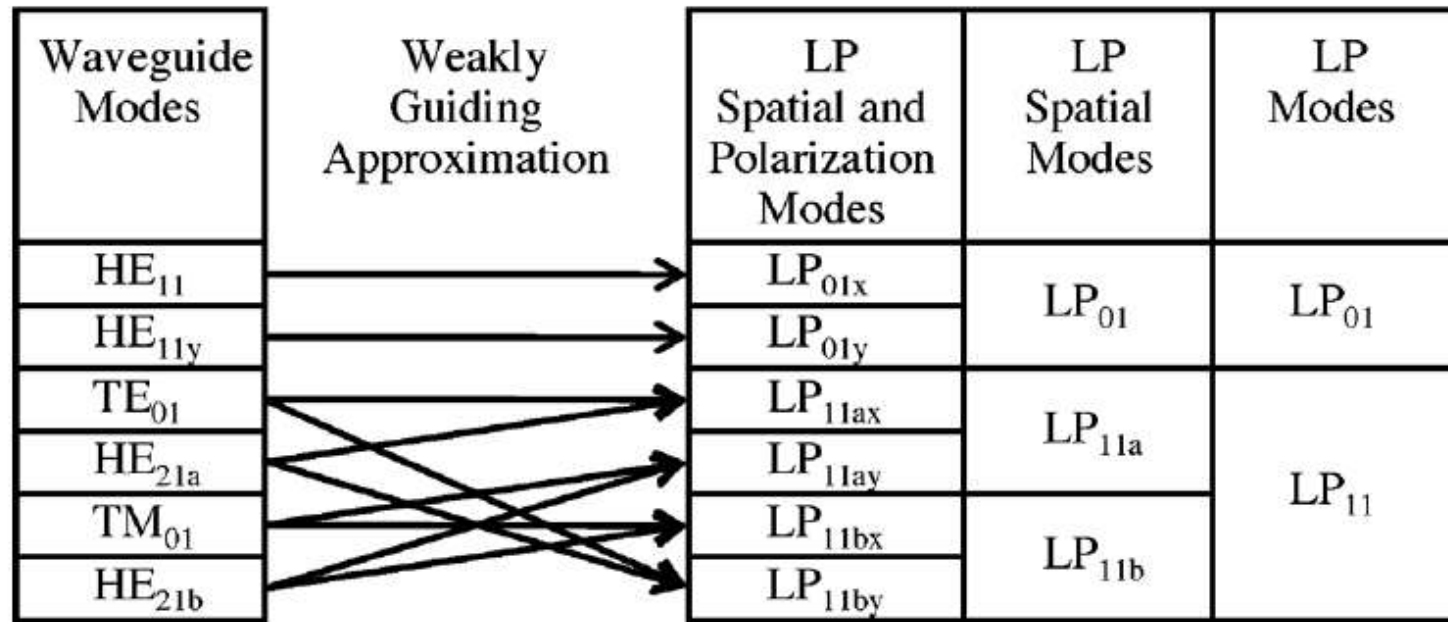 Waveguide
Modes
Weakly
Guiding
Approximation
LP
Spatial and
Polarization
Modes
LP
Spatial
Modes
LP
Modes
HE₁₁
LP₀₁ₓ
LP₀₁
LP₀₁
HE₁₁y
LP₀₁y
TE₀₁
LP₁₁ax
LP₁₁a
LP₁₁
HE₂₁a
LP₁₁ay
TM₀₁
LP₁₁bx
LP₁₁b
HE₂₁b
LP₁₁by